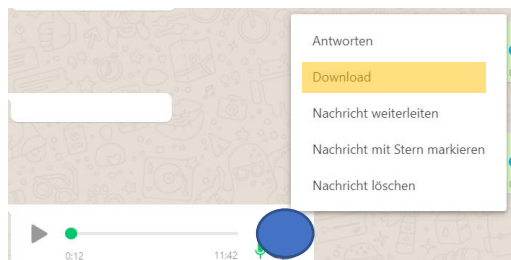 Antworten
Download
Nachricht weiterleiten
Nachricht mit Stern markieren
Nachricht löschen
0:12 11:42